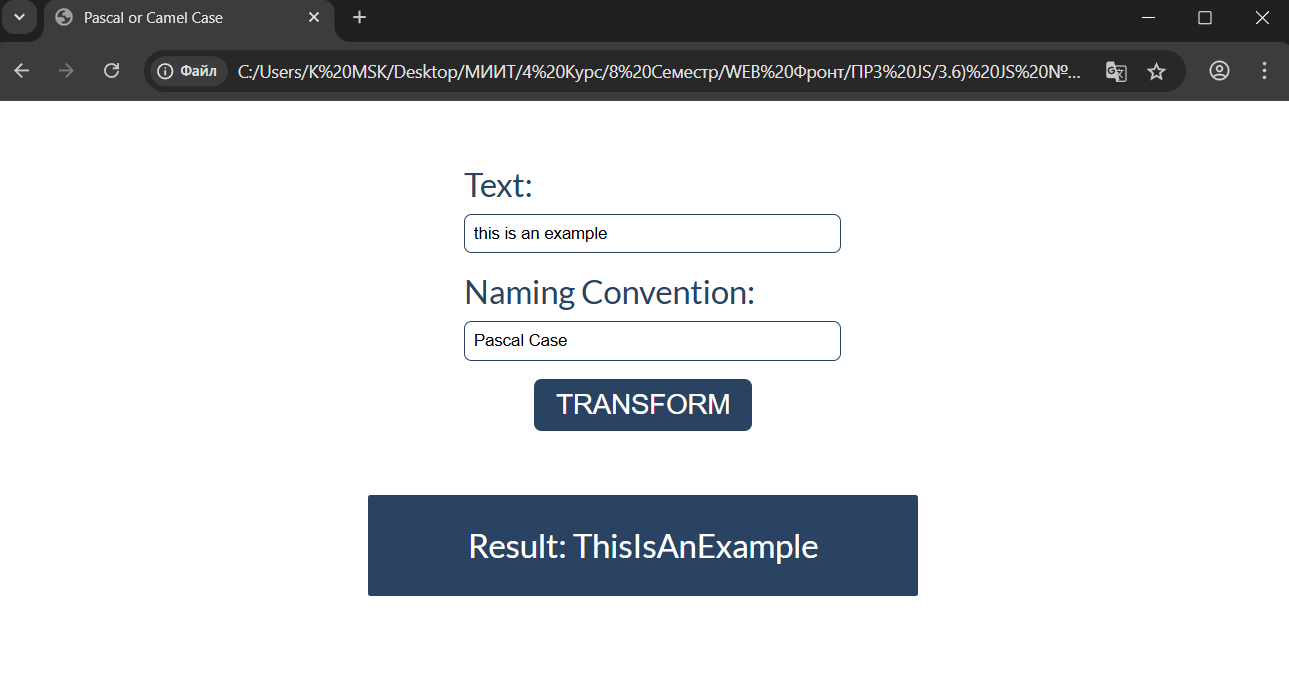 Pascal or Camel Case
Файл C:/Users/K%20MSK/Desktop/МИИТ/4%20Курс/8%20Семестр/WEB%20Фронт/ПР3%20JS/3.6)%20JS%20№...
Text:
this is an example
Naming Convention:
Pascal Case
TRANSFORM
Result: ThisIsAnExample